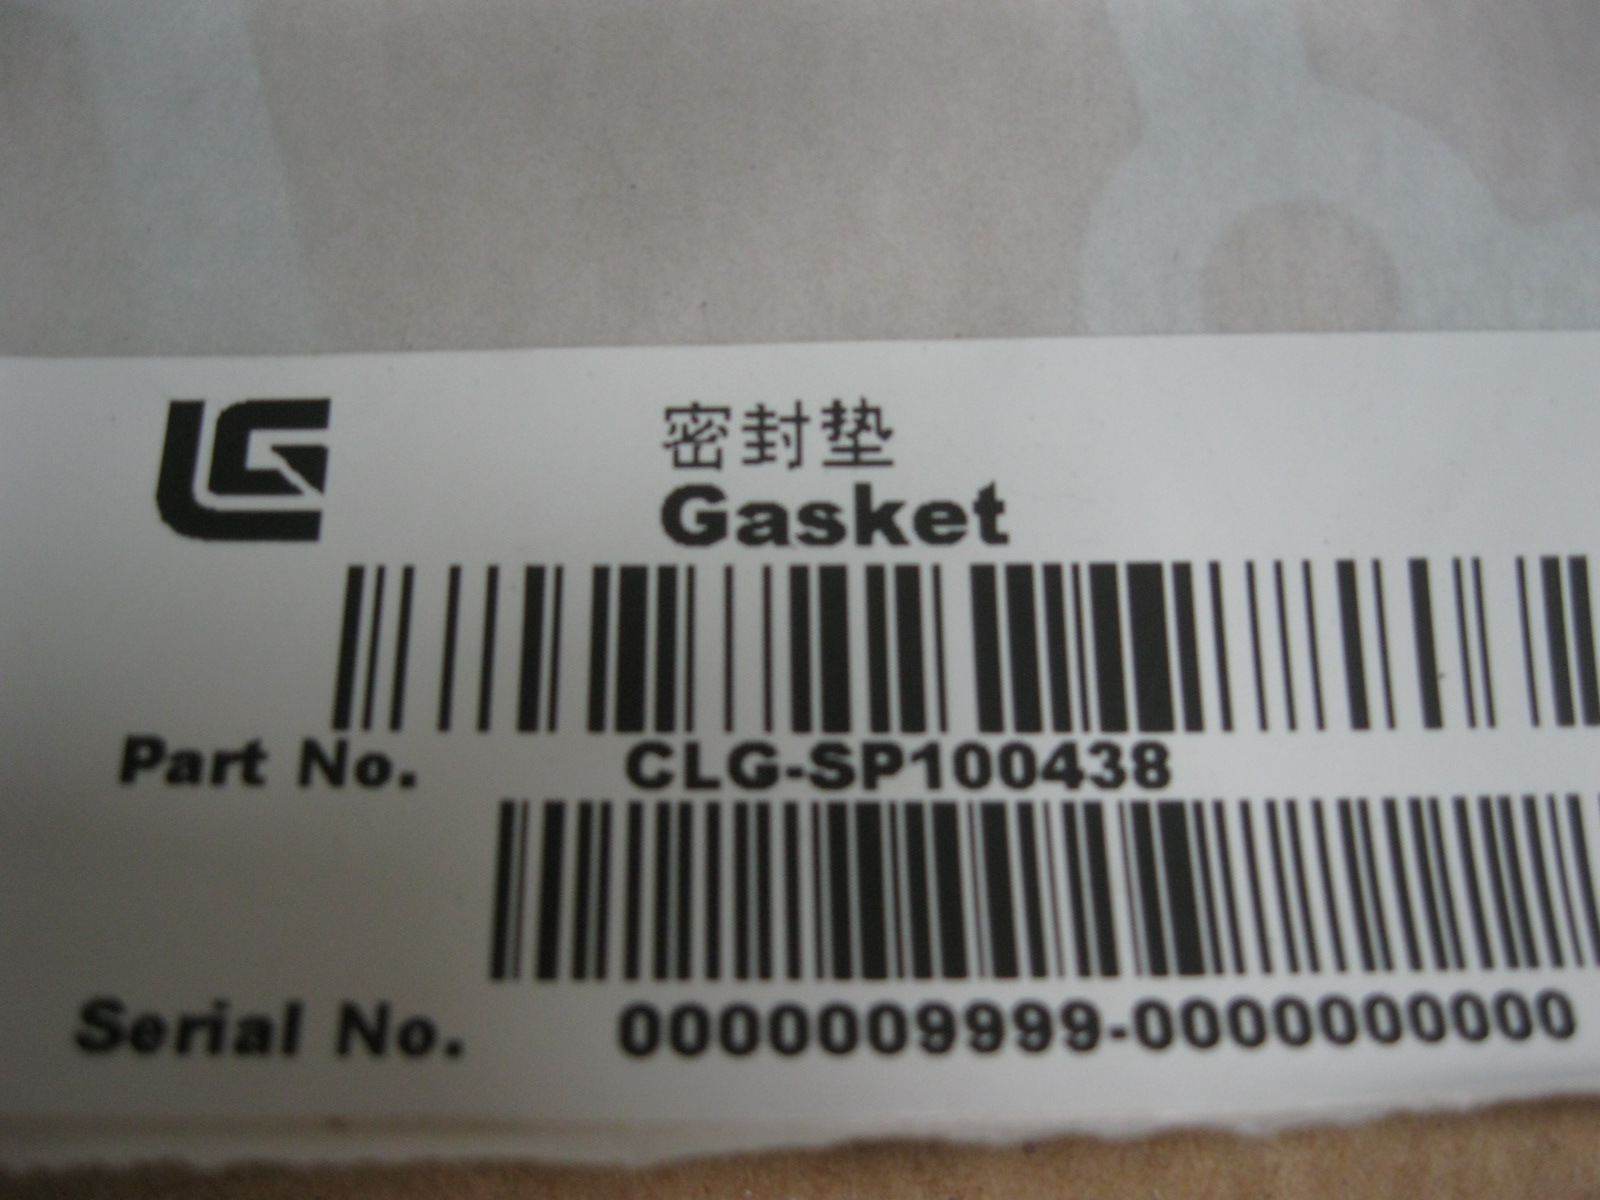 密封垫
Gasket
Part No. CLG-SP100438
Serial No. 0000009999-0000000000